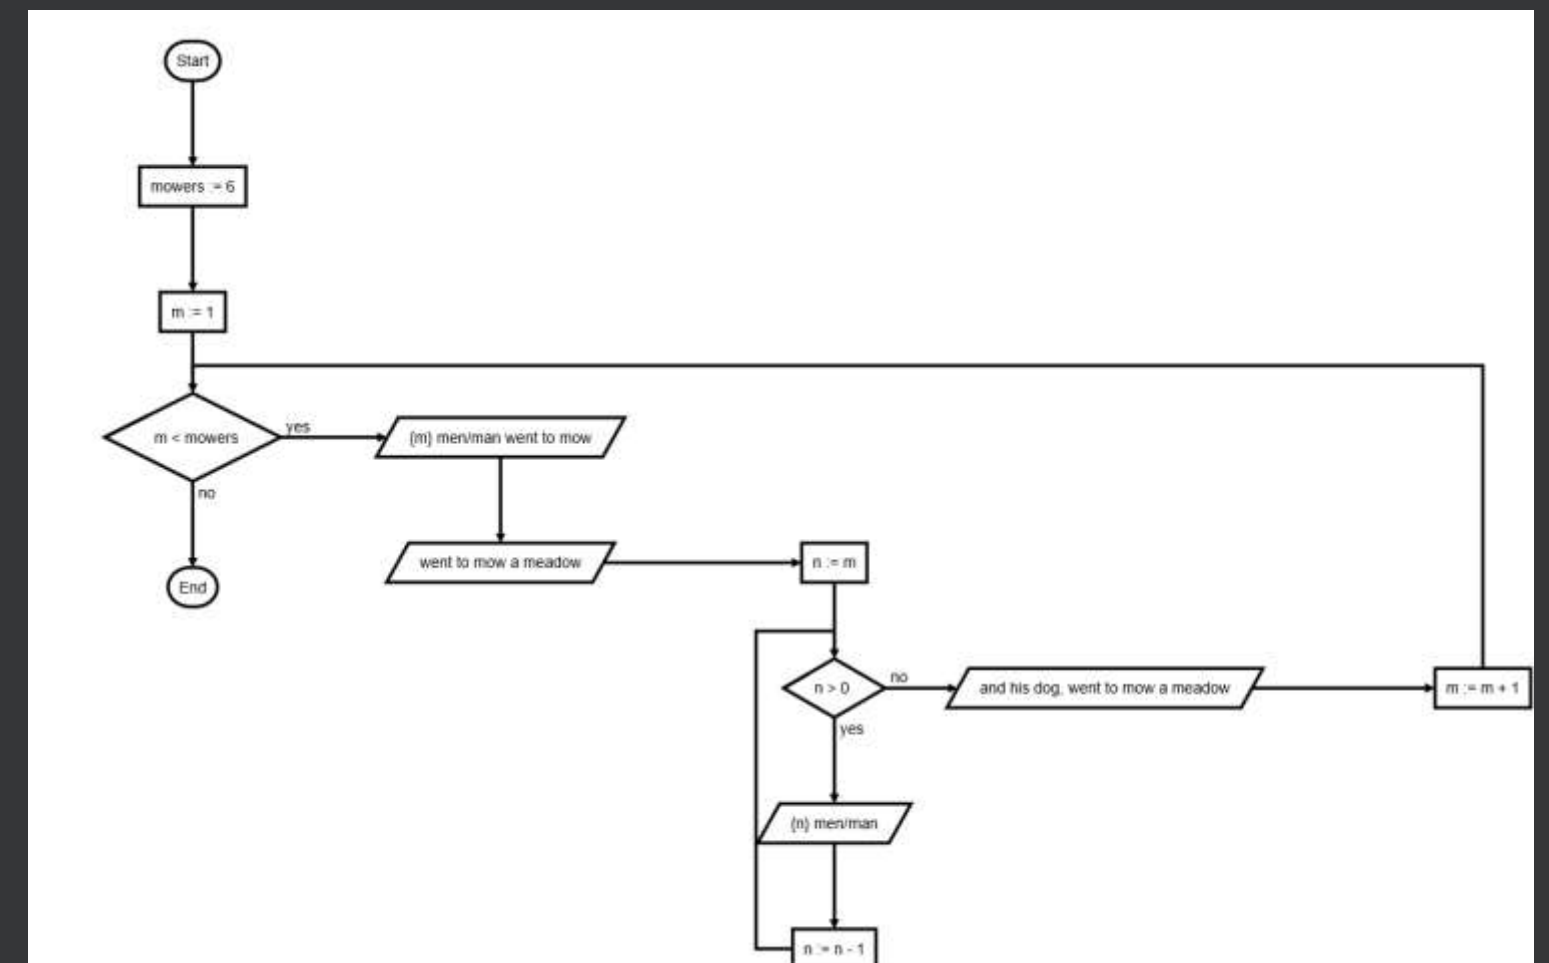 Start
mowers := 6
m := 1
m < mowers
yes
(m) men/man went to mow
no
went to mow a meadow
n := m
End
n > 0
no
and his dog, went to mow a meadow
m := m + 1
yes
(n) men/man
n := n - 1